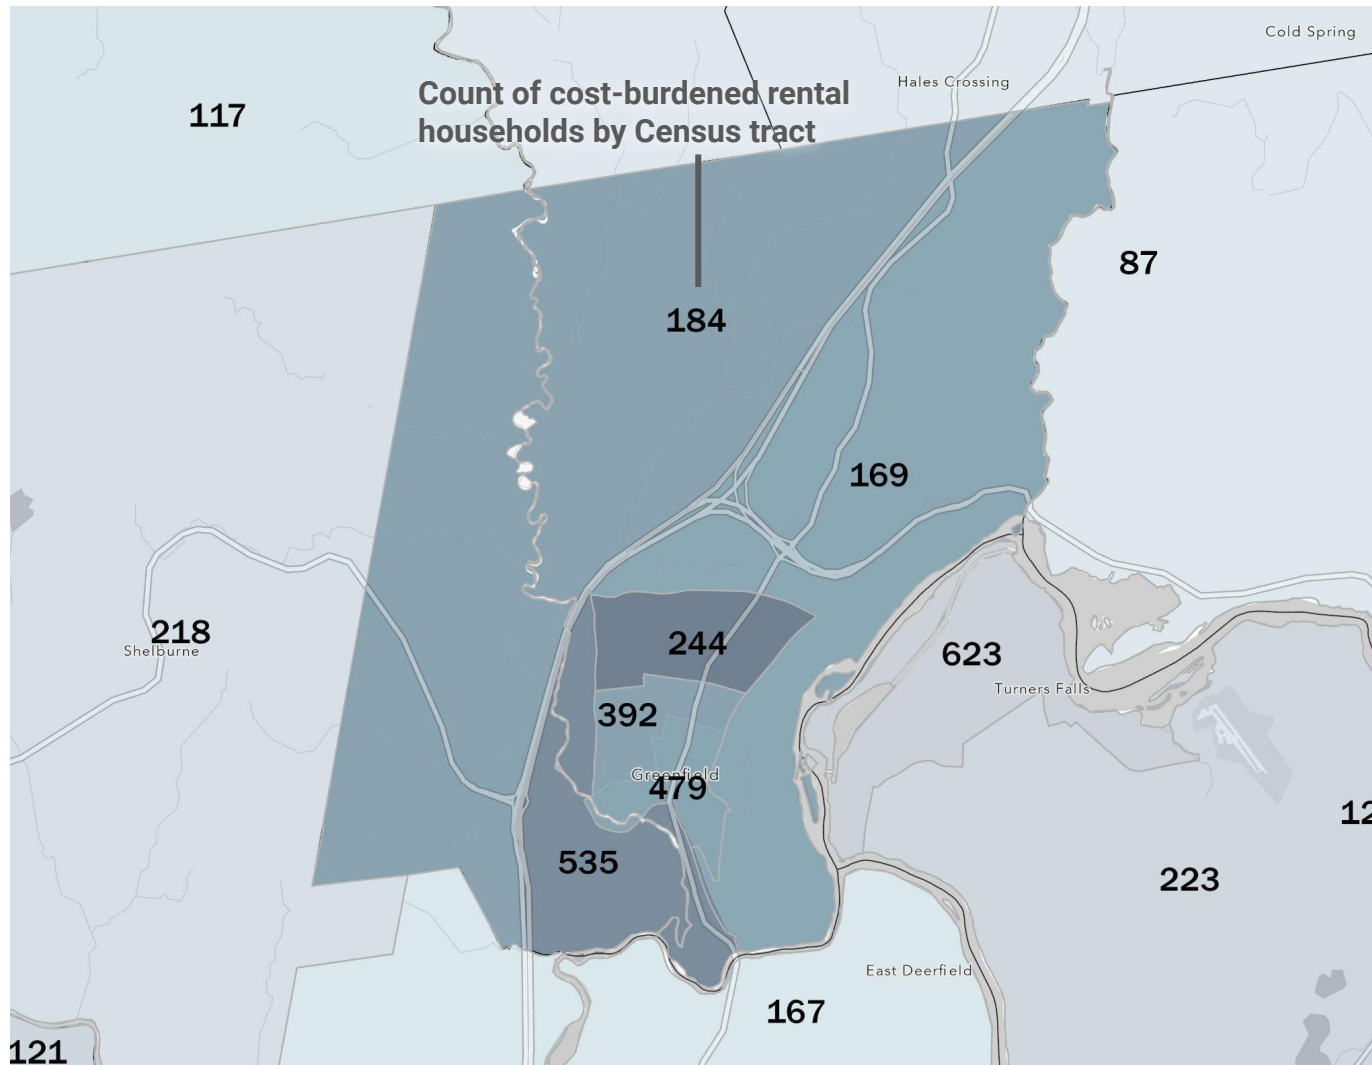 Cold Spring
Hales Crossing
Count of cost-burdened rental
households by Census tract
117
87
184
169
218
Shelburne
244
623
Turners Falls
392
Greenfield
479
12
535
223
East Deerfield
167
121